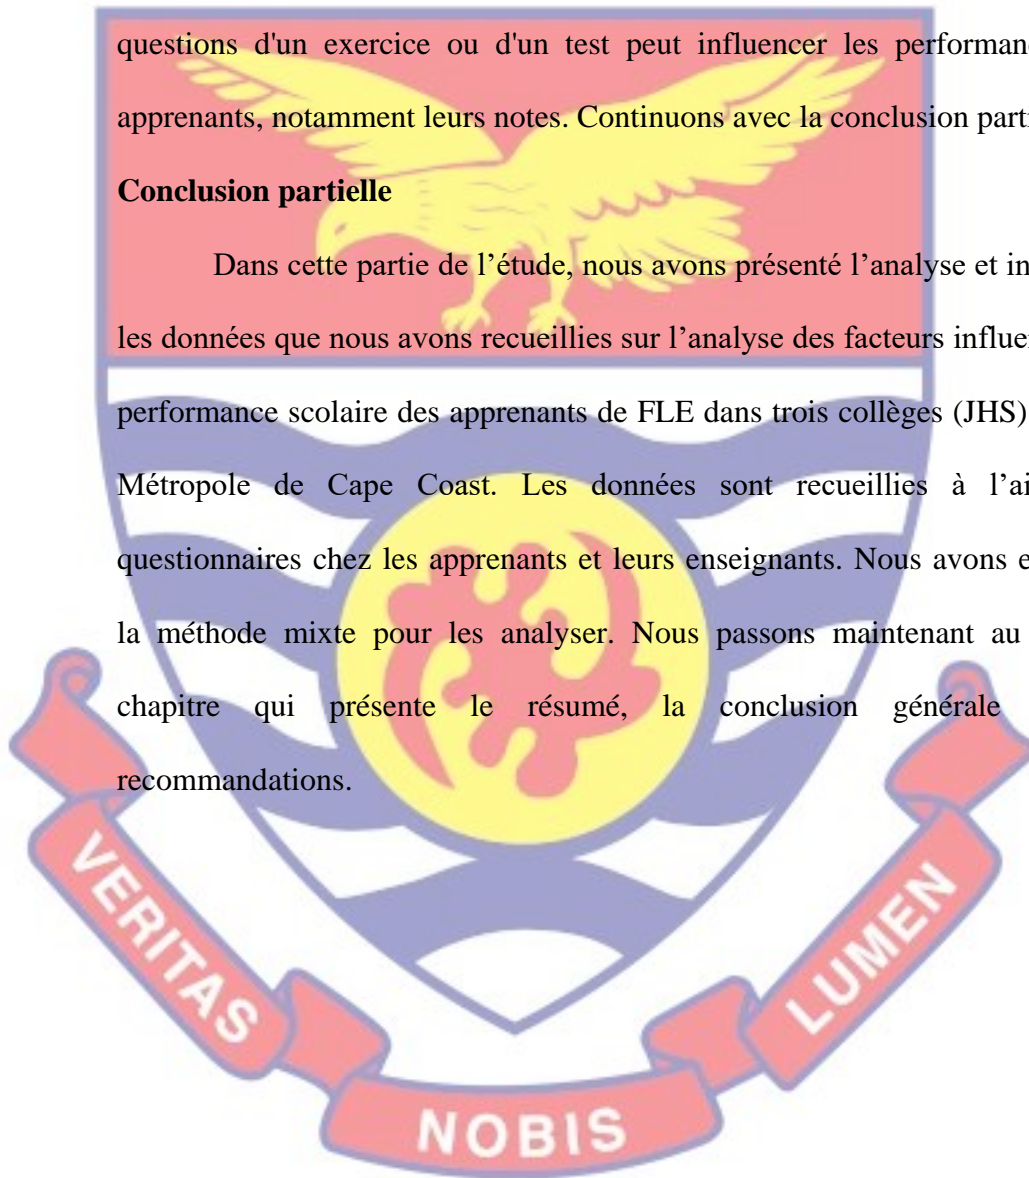 questions d'un exercice ou d'un test peut influencer les performan
apprenants, notamment leurs notes. Continuons avec la conclusion parti
Conclusion partielle
Dans cette partie de l’étude, nous avons présenté l’analyse et in
les données que nous avons recueillies sur l’analyse des facteurs influe
performance scolaire des apprenants de FLE dans trois collèges (JHS)
Métropole de Cape Coast. Les données sont recueillies à l’ai
questionnaires chez les apprenants et leurs enseignants. Nous avons e
la méthode mixte pour les analyser. Nous passons maintenant au
chapitre qui présente le résumé, la conclusion générale
recommandations.
VERITAS
NOBIS
LUMEN